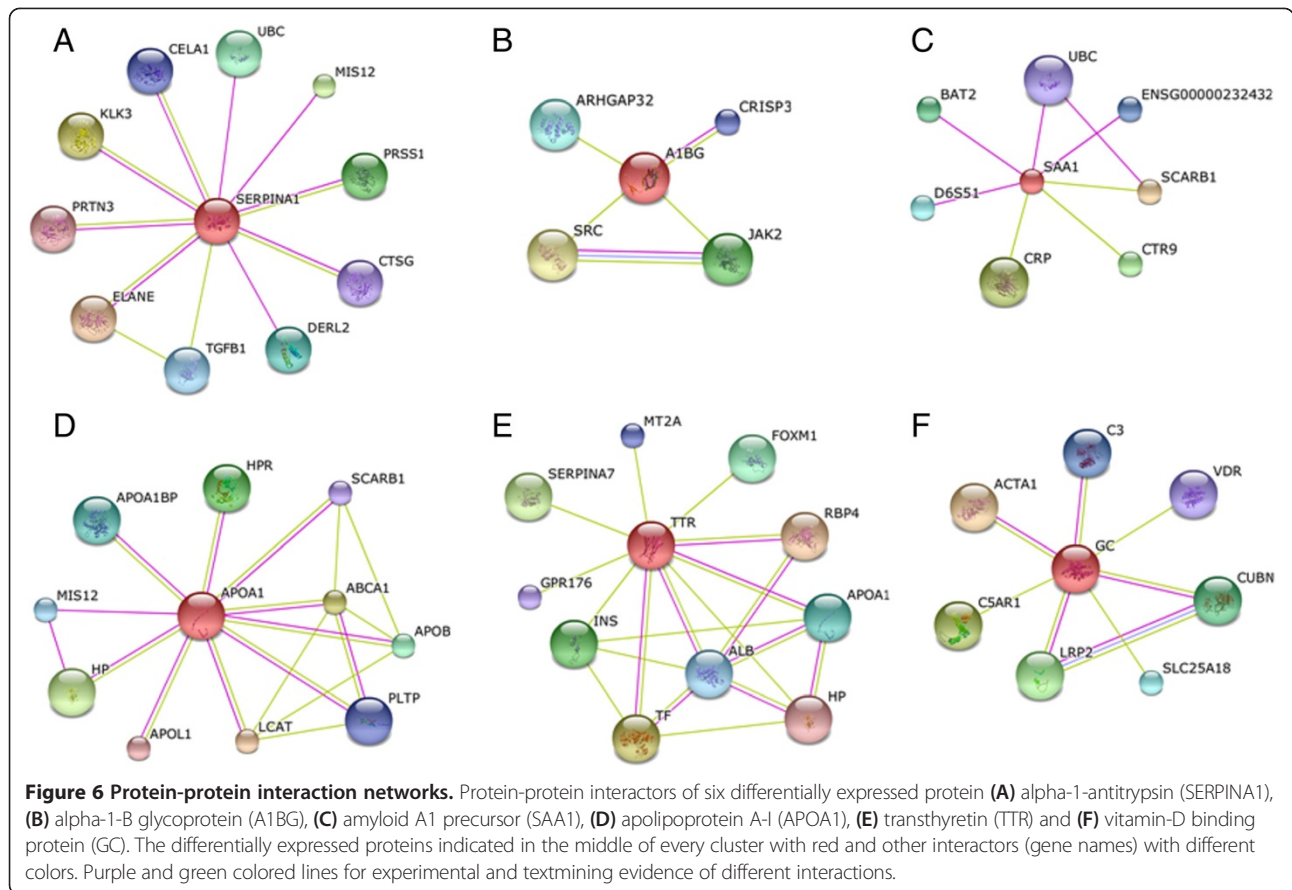 A
CELA1
UBC
MIS12
KLK3
PRSS1
SERPINA1
PRTN3
CTSG
ELANE
DERL2
TGFB1
B
ARHGAP32
CRISP3
A1BG
SRC
JAK2
C
UBC
BAT2
ENSG00000232432
SAA1
SCARB1
D6S51
CTR9
CRP
D
HPR
SCARB1
APOA1BP
ABCA1
MIS12
APOA1
APOB
HP
PLTP
LCAT
APOL1
E
MT2A
FOXM1
SERPINA7
TTR
RBP4
GPR176
APOA1
INS
ALB
HP
TF
F
C3
ACTA1
VDR
GC
CUBN
C5AR1
LRP2
SLC25A18
Figure 6 Protein-protein interaction networks. Protein-protein interactors of six differentially expressed protein (A) alpha-1-antitrypsin (SERPINA1),
(B) alpha-1-B glycoprotein (A1BG), (C) amyloid A1 precursor (SAA1), (D) apolipoprotein A-I (APOA1), (E) transthyretin (TTR) and (F) vitamin-D binding
protein (GC). The differentially expressed proteins indicated in the middle of every cluster with red and other interactors (gene names) with different
colors. Purple and green colored lines for experimental and textmining evidence of different interactions.